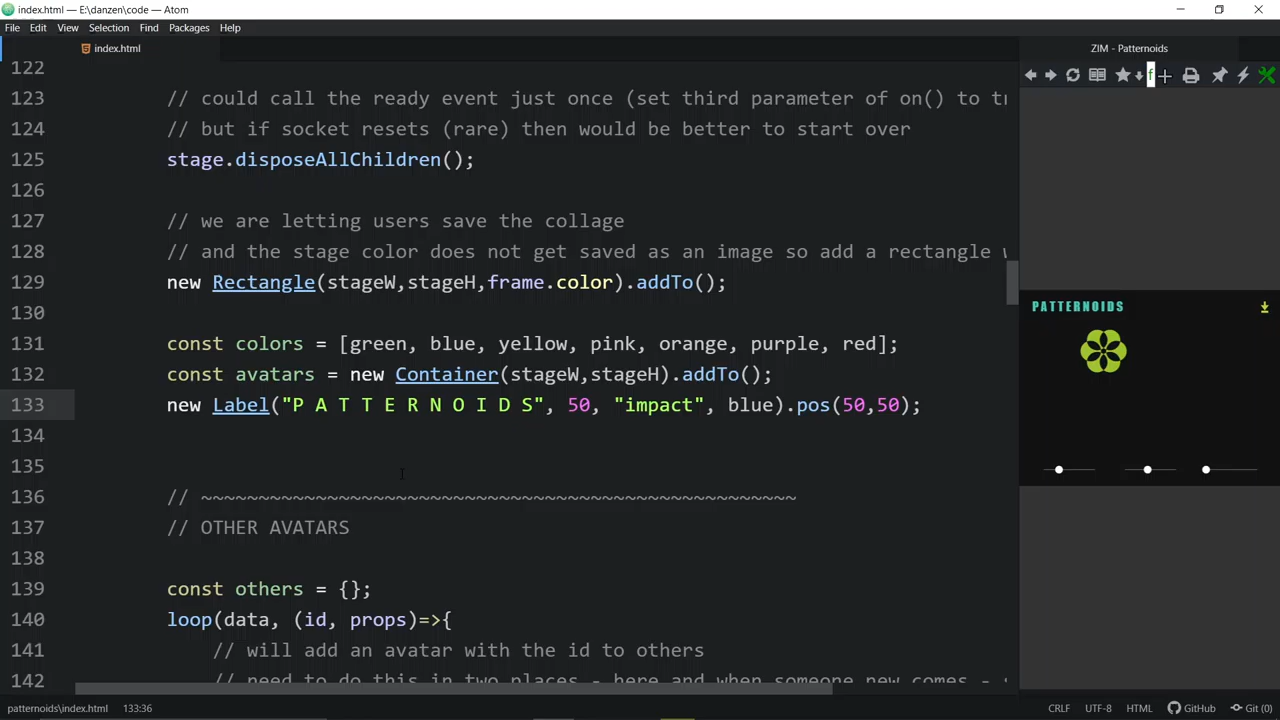 index.html — E:\danzen\code — Atom
File Edit View Selection Find Packages Help
index.html
ZIM - Patternoids
122
123 // could call the ready event just once (set third parameter of on() to tr
124 // but if socket resets (rare) then would be better to start over
125 stage.disposeAllChildren();
126
127 // we are letting users save the collage
128 // and the stage color does not get saved as an image so add a rectangle w
129 new Rectangle(stageW,stageH,frame.color).addTo();
130
131 const colors = [green, blue, yellow, pink, orange, purple, red];
132 const avatars = new Container(stageW,stageH).addTo();
133 new Label("P A T T E R N O I D S", 50, "impact", blue).pos(50,50);
134
135
136 // ~~~~~~~~~~~~~~~~~~~~~~~~~~~~~~~~~~~~~~~~~~~~~~~~~~~~
137 // OTHER AVATARS
138
139 const others = {};
140 loop(data, (id, props)=>{
141 // will add an avatar with the id to others
142 // need to do this in two places - here and when someone new comes -
f
PATTERNOIDS
patternoids\index.html 133:36
CRLF UTF-8 HTML GitHub Git (0)